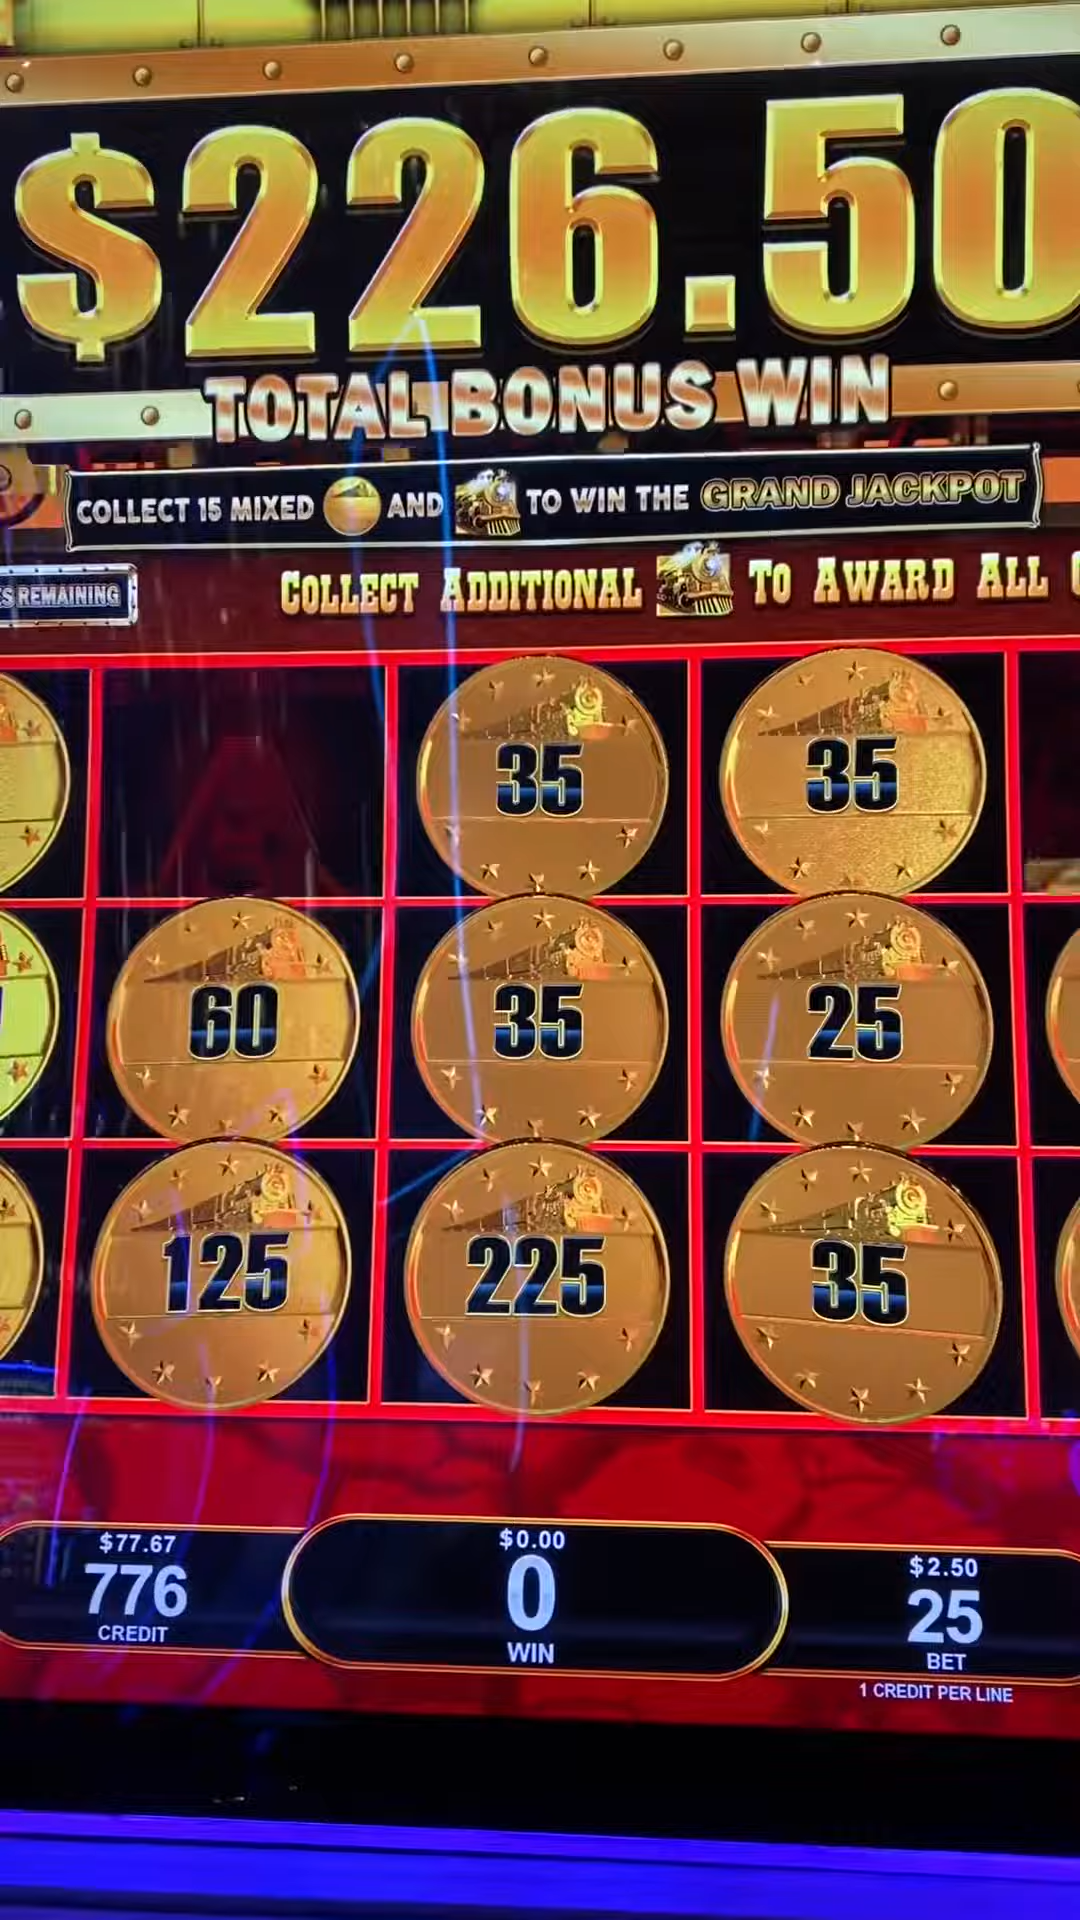 $226.50
TOTAL BONUS WIN
COLLECT 15 MIXED AND TO WIN THE GRAND JACKPOT
REMAINING COLLECT ADDITIONAL TO AWARD ALL
35 35
60 35 25
125 225 35
$77.67 $0.00 $2.50
776 0 25
CREDIT WIN BET
1 CREDIT PER LINE